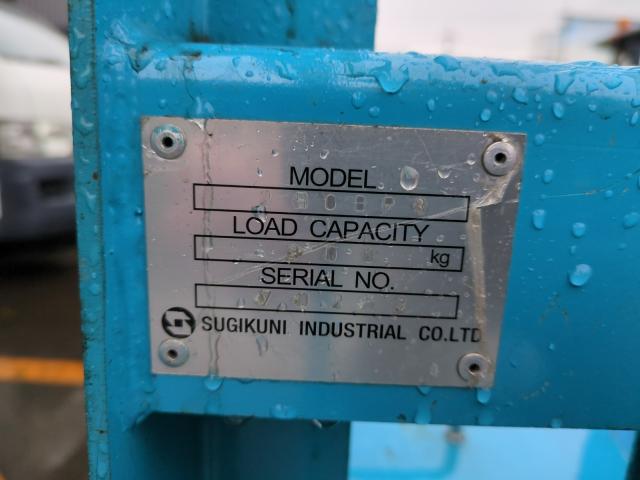 MODEL
LOAD CAPACITY
kg
SERIAL NO.
SUGIKUNI INDUSTRIAL CO.LTD